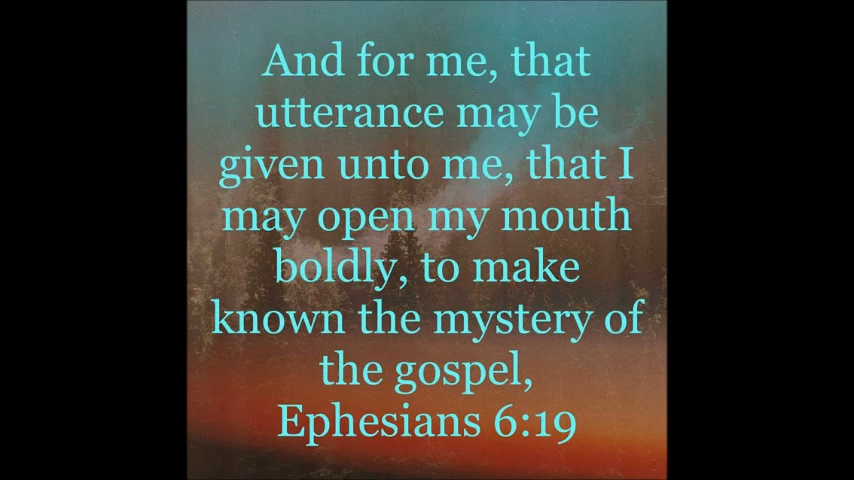 And for me, that
utterance may be
given unto me, that I
may open my mouth
boldly, to make
known the mystery of
the gospel,
Ephesians 6:19